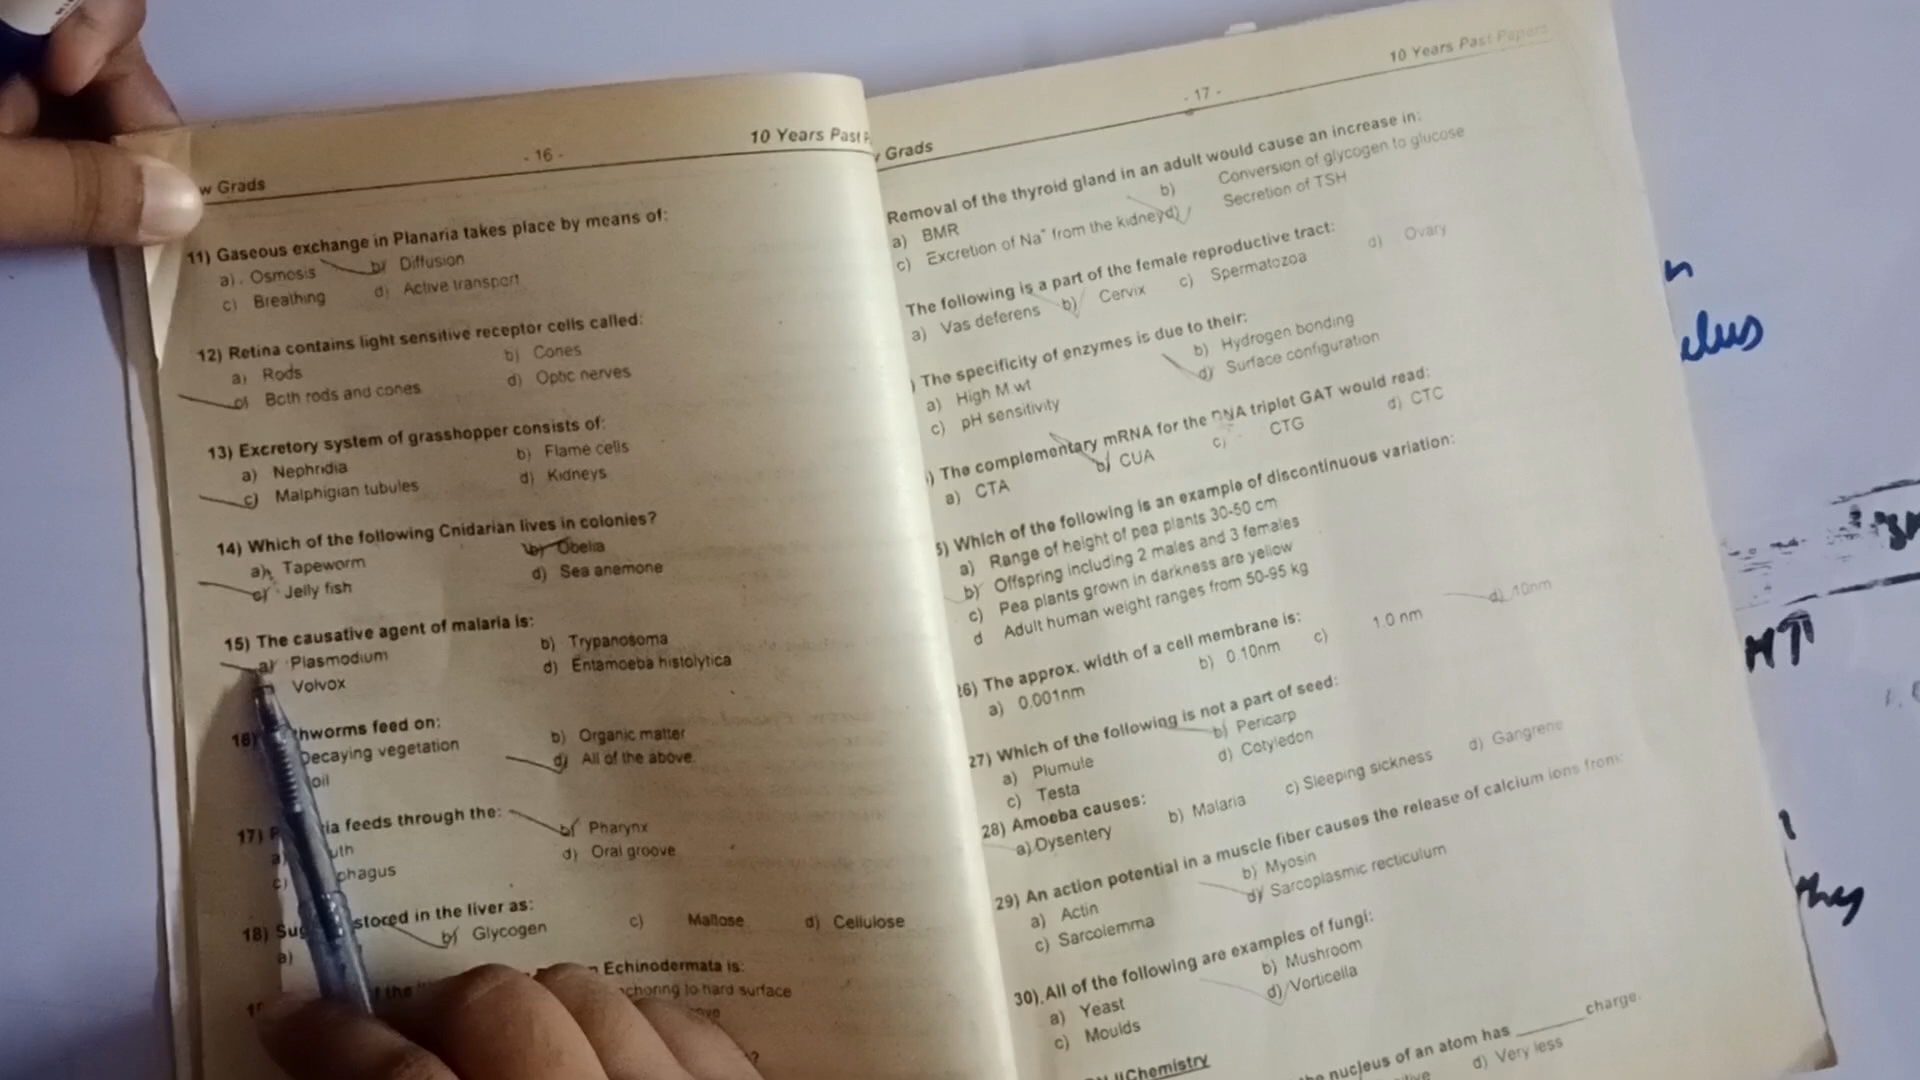 w Grads
- 16 -
10 Years Past P
11) Gaseous exchange in Planaria takes place by means of:
a) Osmosis b) Diffusion
c) Breathing d) Active transport
12) Retina contains light sensitive receptor cells called:
a) Rods b) Cones
c) Both rods and cones d) Optic nerves
13) Excretory system of grasshopper consists of:
a) Nephridia b) Flame cells
c) Malphigian tubules d) Kidneys
14) Which of the following Cnidarian lives in colonies?
a) Tapeworm b) Obelia
c) Jelly fish d) Sea anemone
15) The causative agent of malaria is:
a) Plasmodium b) Trypanosoma
Volvox d) Entamoeba histolytica
16) hworms feed on:
Decaying vegetation b) Organic matter
oil d) All of the above.
17) P ia feeds through the:
a) uth b) Pharynx
c) phagus d) Oral groove
18) Su stored in the liver as:
a) b) Glycogen c) Maltose d) Cellulose
Echinodermata is:
choring to hard surface
?
Grads
- 17 -
10 Years Past Papers
Removal of the thyroid gland in an adult would cause an increase in:
a) BMR b) Conversion of glycogen to glucose
c) Excretion of Na+ from the kidney d) Secretion of TSH
The following is a part of the female reproductive tract:
a) Vas deferens b) Cervix c) Spermatozoa d) Ovary
) The specificity of enzymes is due to their:
a) High M.wt b) Hydrogen bonding
c) pH sensitivity d) Surface configuration
) The complementary mRNA for the DNA triplet GAT would read:
a) CTA b) CUA c) CTG d) CTC
5) Which of the following is an example of discontinuous variation:
a) Range of height of pea plants 30-50 cm
b) Offspring including 2 males and 3 females
c) Pea plants grown in darkness are yellow
d Adult human weight ranges from 50-95 kg
26) The approx. width of a cell membrane is:
a) 0.001nm b) 0.10nm c) 1.0 nm d) 10nm
27) Which of the following is not a part of seed:
a) Plumule b) Pericarp
c) Testa d) Cotyledon
28) Amoeba causes:
a) Dysentery b) Malaria c) Sleeping sickness d) Gangrene
29) An action potential in a muscle fiber causes the release of calcium ions from:
a) Actin b) Myosin
c) Sarcolemma d) Sarcoplasmic recticulum
30) All of the following are examples of fungi:
a) Yeast b) Mushroom
c) Moulds d) Vorticella
Chemistry
nucleus of an atom has ______ charge.
d) Very less